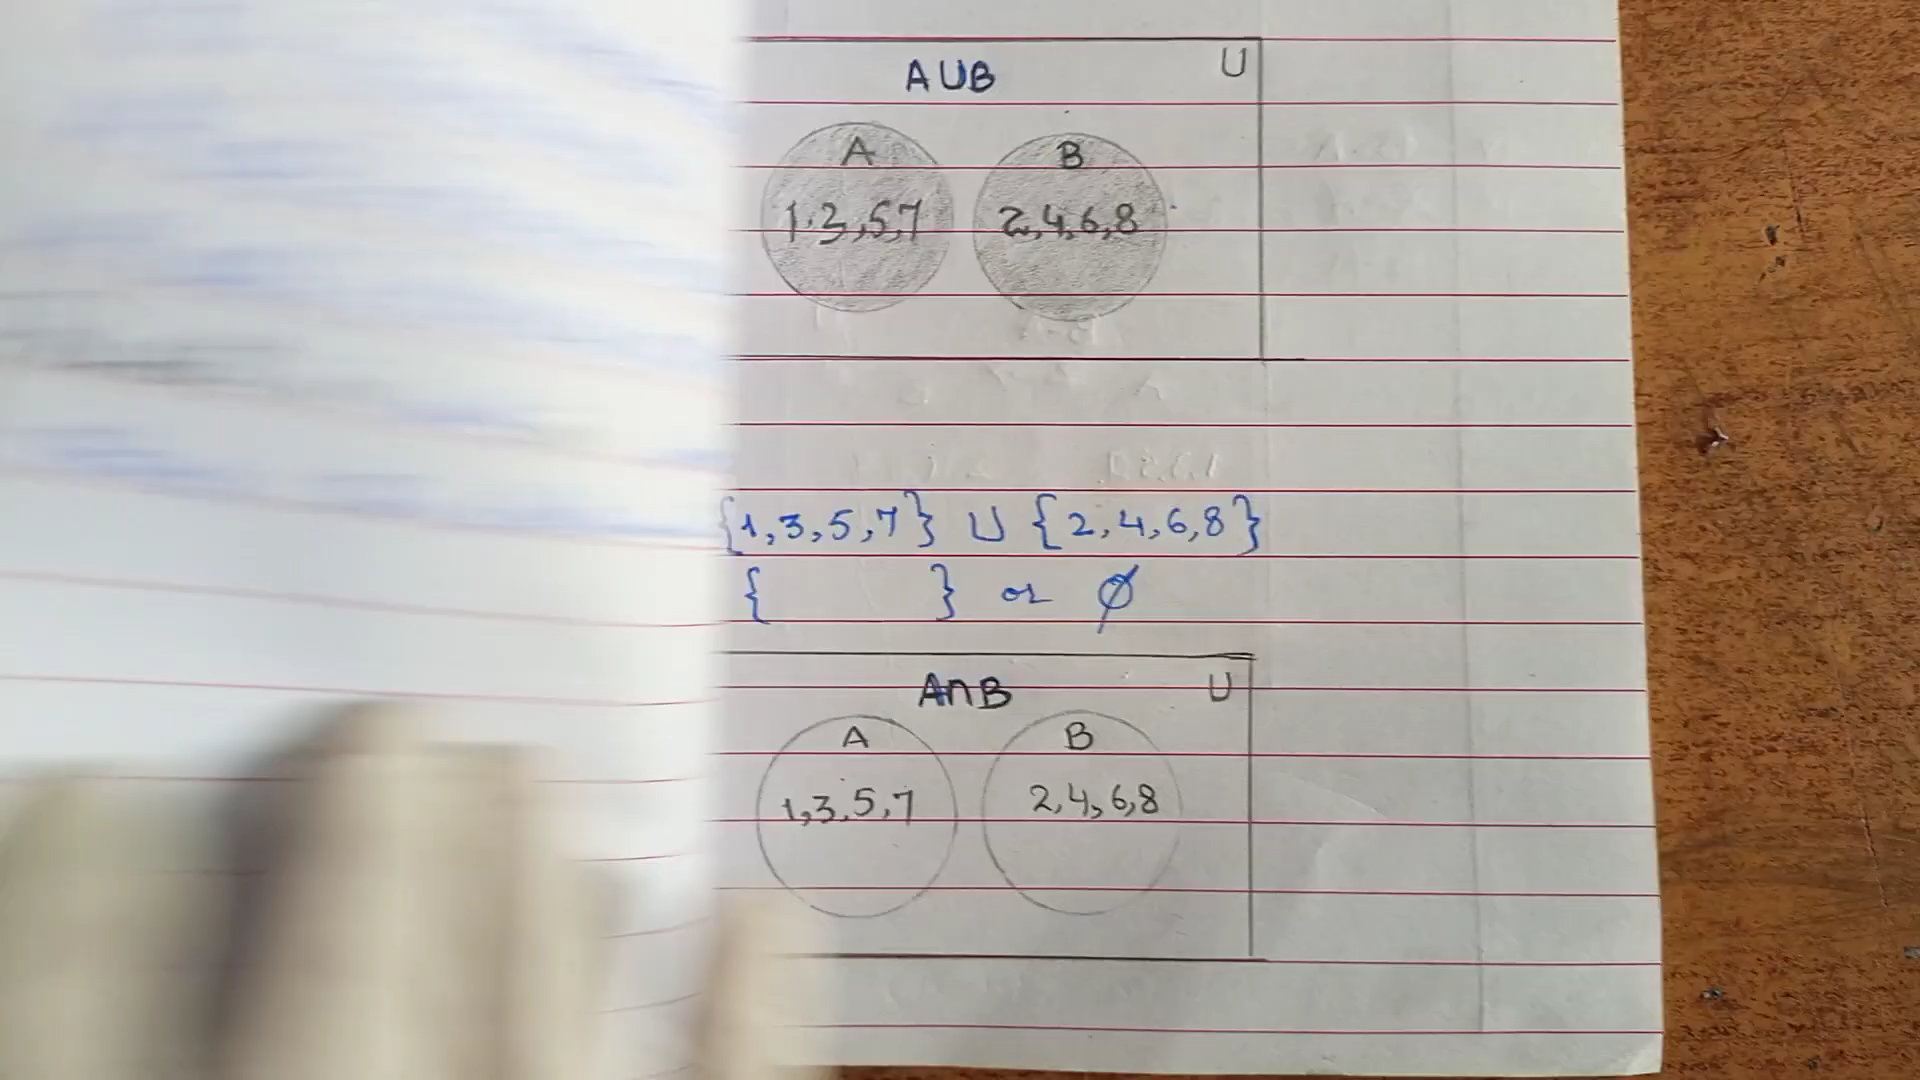 A∪B U
A B
1.3,5,7 2,4,6,8
{1,3,5,7} ∪ {2,4,6,8}
{ } or ∅
A∩B U
A B
1,3,5,7 2,4,6,8